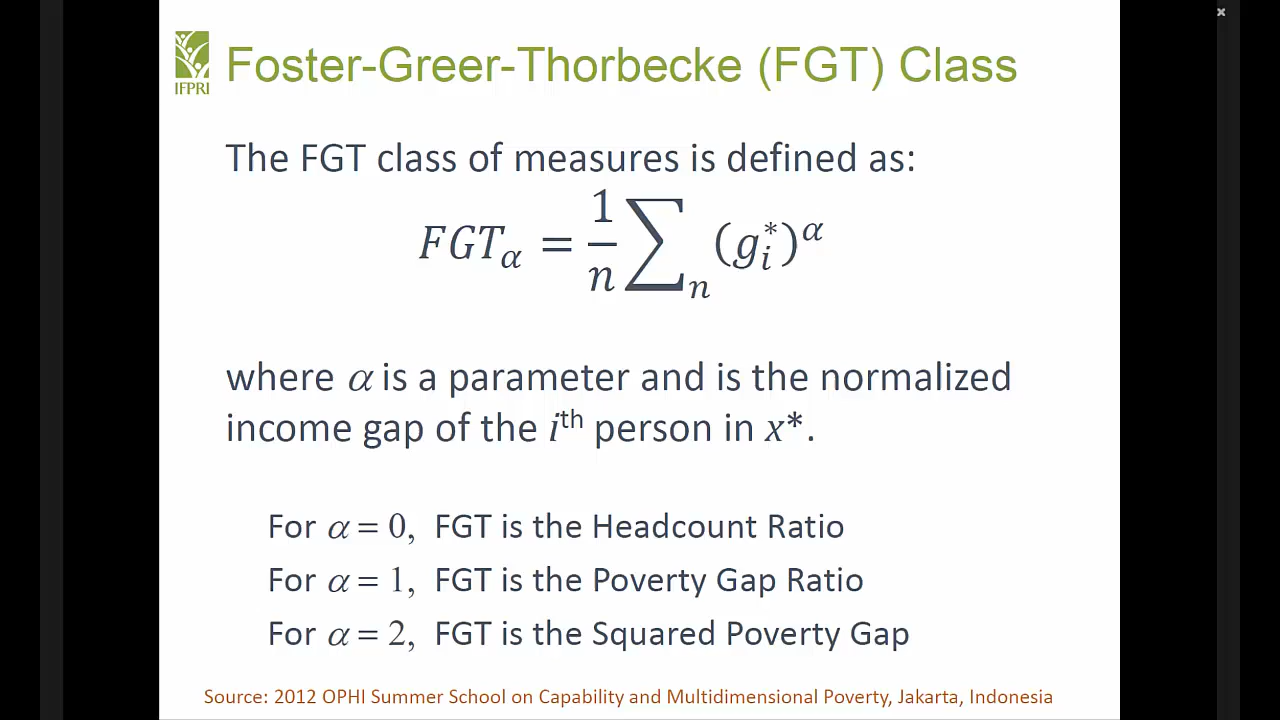 IFPRI
Foster-Greer-Thorbecke (FGT) Class
The FGT class of measures is defined as:
FGT_α = 1/n ∑_n (g_i^*)^α
where α is a parameter and is the normalized
income gap of the i^th person in x*.
For α = 0, FGT is the Headcount Ratio
For α = 1, FGT is the Poverty Gap Ratio
For α = 2, FGT is the Squared Poverty Gap
Source: 2012 OPHI Summer School on Capability and Multidimensional Poverty, Jakarta, Indonesia